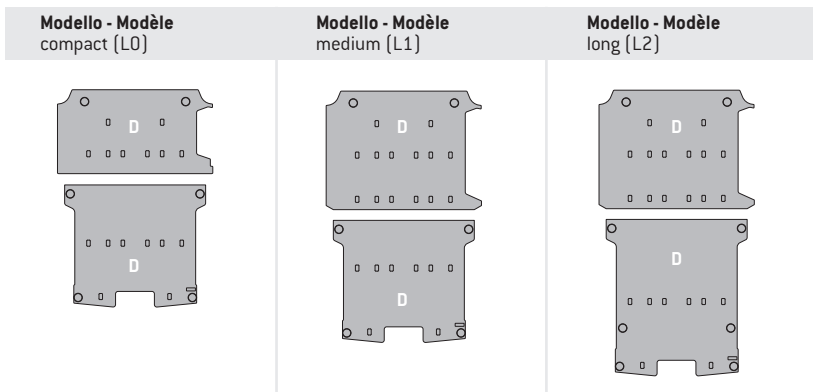 Modello - Modèle
compact (L0)
Modello - Modèle
medium (L1)
Modello - Modèle
long (L2)
D
D
D
D
D
D